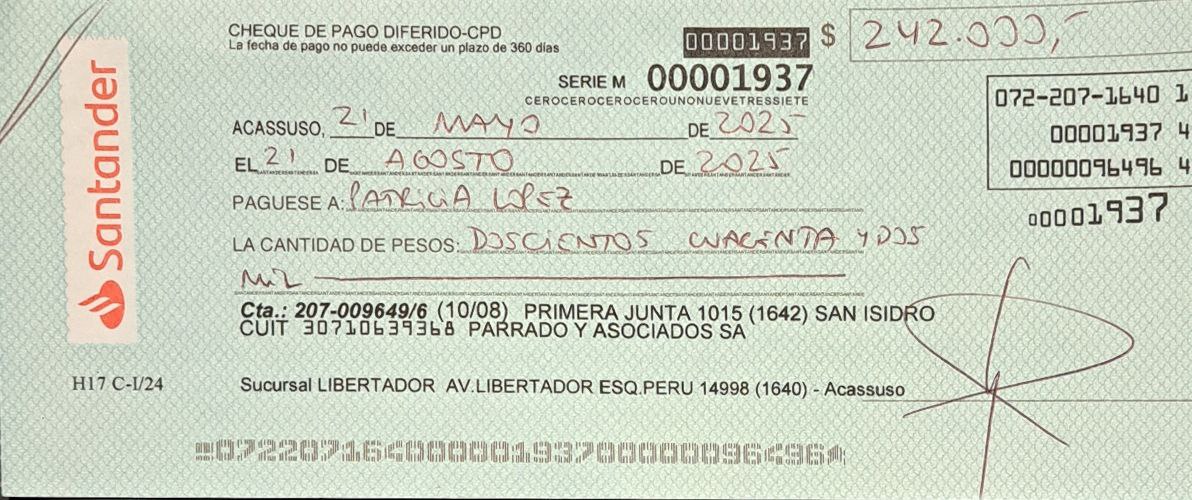 CHEQUE DE PAGO DIFERIDO-CPD
La fecha de pago no puede exceder un plazo de 360 días
00001937 $ 242.000,-
SERIE M 00001937
CEROCEROCEROCEROUNONUEVETRESSIETE
072-207-1640 1
00001937 4
00000096496 4
00001937
ACASSUSO, 21 DE MAYO DE 2025
EL 21 DE AGOSTO DE 2025
PAGUESE A: PATRICIA LOPEZ
LA CANTIDAD DE PESOS: DOSCIENTOS CUARENTA Y DOS
MIL
Cta.: 207-009649/6 (10/08) PRIMERA JUNTA 1015 (1642) SAN ISIDRO
CUIT 30710639368 PARRADO Y ASOCIADOS SA
Santander
H17 C-I/24
Sucursal LIBERTADOR AV.LIBERTADOR ESQ.PERU 14998 (1640) - Acassuso